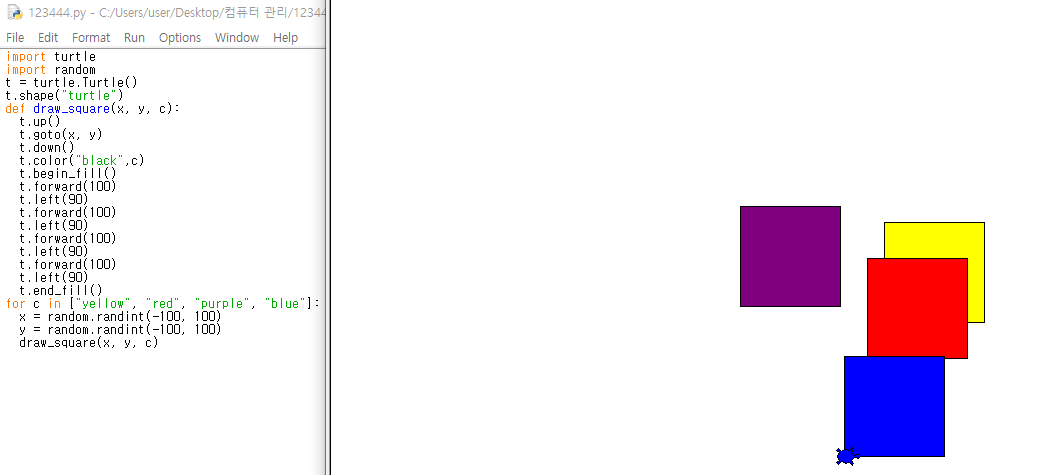 123444.py - C:/Users/user/Desktop/컴퓨터 관리/12344
File Edit Format Run Options Window Help
import turtle
import random
t = turtle.Turtle()
t.shape("turtle")
def draw_square(x, y, c):
  t.up()
  t.goto(x, y)
  t.down()
  t.color("black",c)
  t.begin_fill()
  t.forward(100)
  t.left(90)
  t.forward(100)
  t.left(90)
  t.forward(100)
  t.left(90)
  t.forward(100)
  t.left(90)
  t.end_fill()
for c in ["yellow", "red", "purple", "blue"]:
  x = random.randint(-100, 100)
  y = random.randint(-100, 100)
  draw_square(x, y, c)